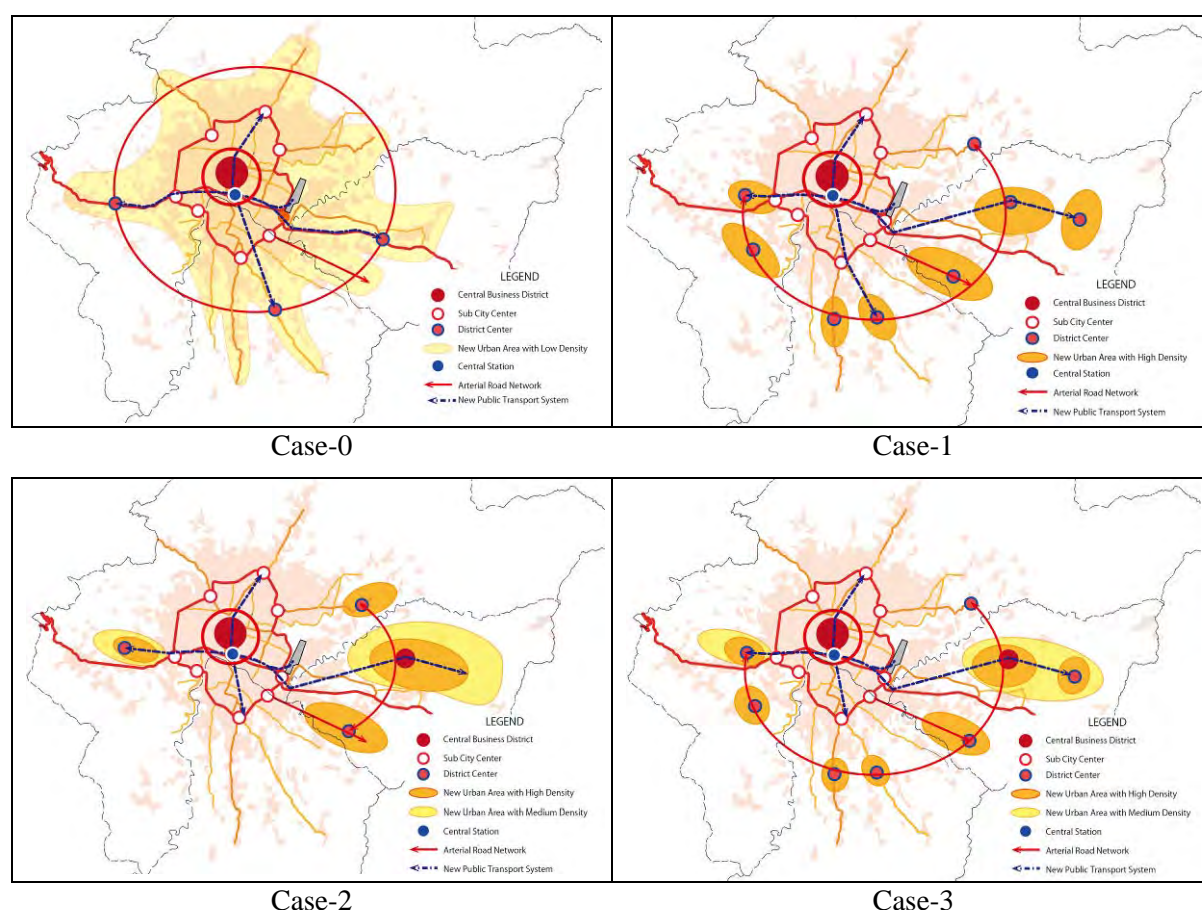 LEGEND
Central Business District
Sub City Center
District Center
New Urban Area with Low Density
Central Station
Arterial Road Network
New Public Transport System
Case-0
LEGEND
Central Business District
Sub City Center
District Center
New Urban Area with High Density
Central Station
Arterial Road Network
New Public Transport System
Case-1
LEGEND
Central Business District
Sub City Center
District Center
New Urban Area with High Density
New Urban Area with Medium Density
Central Station
Arterial Road Network
New Public Transport System
Case-2
LEGEND
Central Business District
Sub City Center
District Center
New Urban Area with High Density
New Urban Area with Medium Density
Central Station
Arterial Road Network
New Public Transport System
Case-3